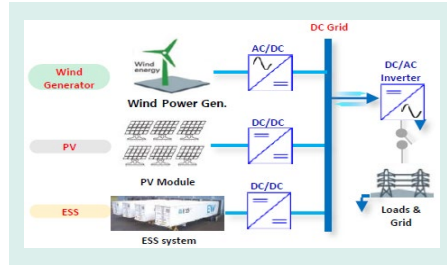 DC Grid
Wind
Generator
Wind
energy
Wind Power Gen.
AC/DC
DC/AC
Inverter
PV
PV Module
DC/DC
ESS
ESS system
DC/DC
Loads &
Grid